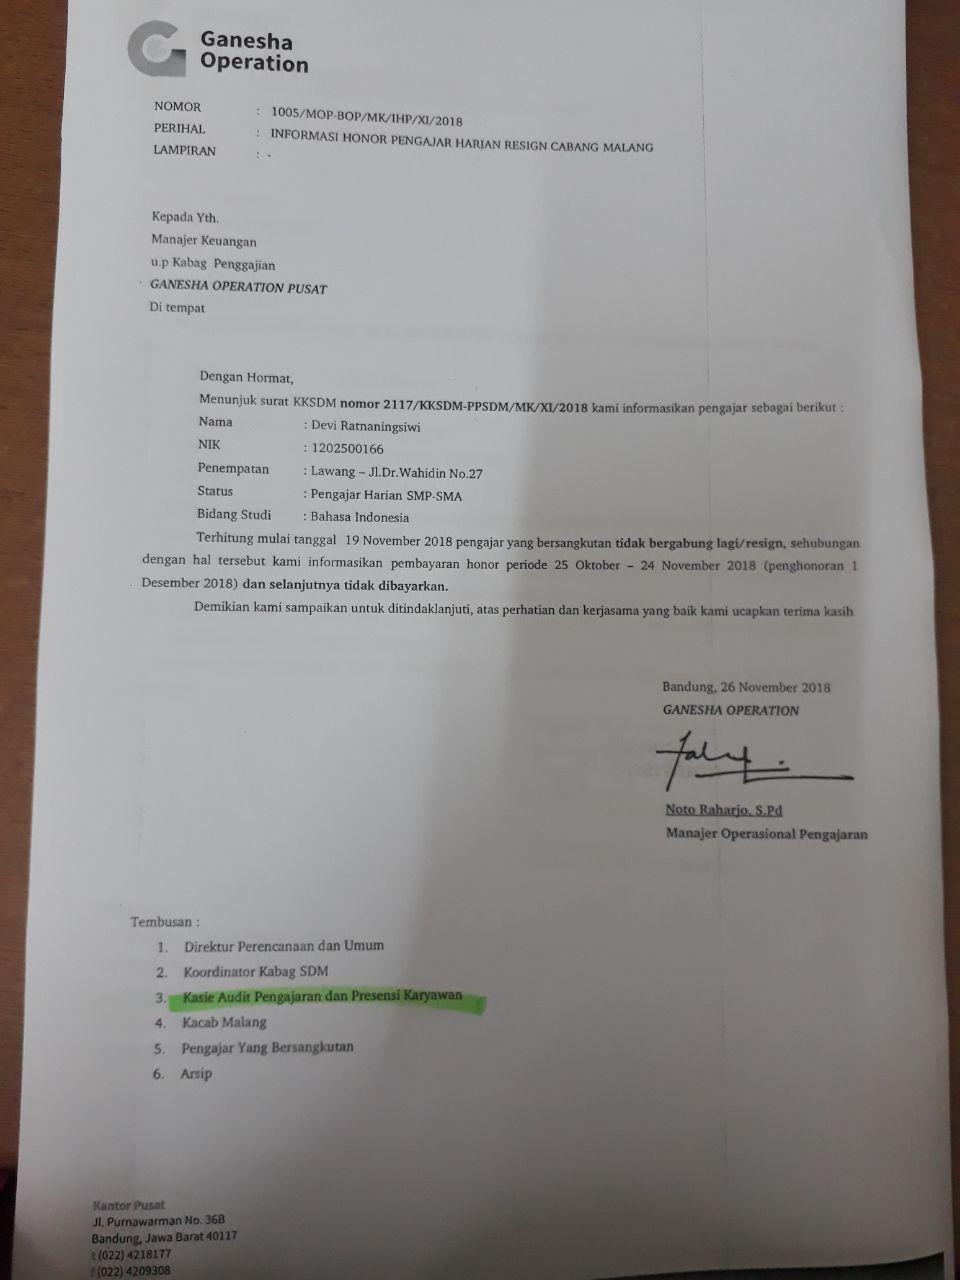 Ganesha
Operation
NOMOR : 1005/MOP-BOP/MK/IHP/XI/2018
PERIHAL : INFORMASI HONOR PENGAJAR HARIAN RESIGN CABANG MALANG
LAMPIRAN : -
Kepada Yth.
Manajer Keuangan
u.p Kabag Penggajian
GANESHA OPERATION PUSAT
Di tempat
Dengan Hormat,
Menunjuk surat KKSDM nomor 2117/KKSDM-PPSDM/MK/XI/2018 kami informasikan pengajar sebagai berikut :
Nama : Devi Ratnaningsiwi
NIK : 1202500166
Penempatan : Lawang – Jl.Dr.Wahidin No.27
Status : Pengajar Harian SMP-SMA
Bidang Studi : Bahasa Indonesia
Terhitung mulai tanggal 19 November 2018 pengajar yang bersangkutan tidak bergabung lagi/resign, sehubungan
dengan hal tersebut kami informasikan pembayaran honor periode 25 Oktober – 24 November 2018 (penghonoran 1
Desember 2018) dan selanjutnya tidak dibayarkan.
Demikian kami sampaikan untuk ditindaklanjuti, atas perhatian dan kerjasama yang baik kami ucapkan terima kasih
Bandung, 26 November 2018
GANESHA OPERATION
Noto Raharjo, S.Pd
Manajer Operasional Pengajaran
Tembusan :
1. Direktur Perencanaan dan Umum
2. Koordinator Kabag SDM
3. Kasie Audit Pengajaran dan Presensi Karyawan
4. Kacab Malang
5. Pengajar Yang Bersangkutan
6. Arsip
Kantor Pusat
Jl. Purnawarman No. 36B
Bandung, Jawa Barat 40117
t (022) 4218177
f (022) 4209308